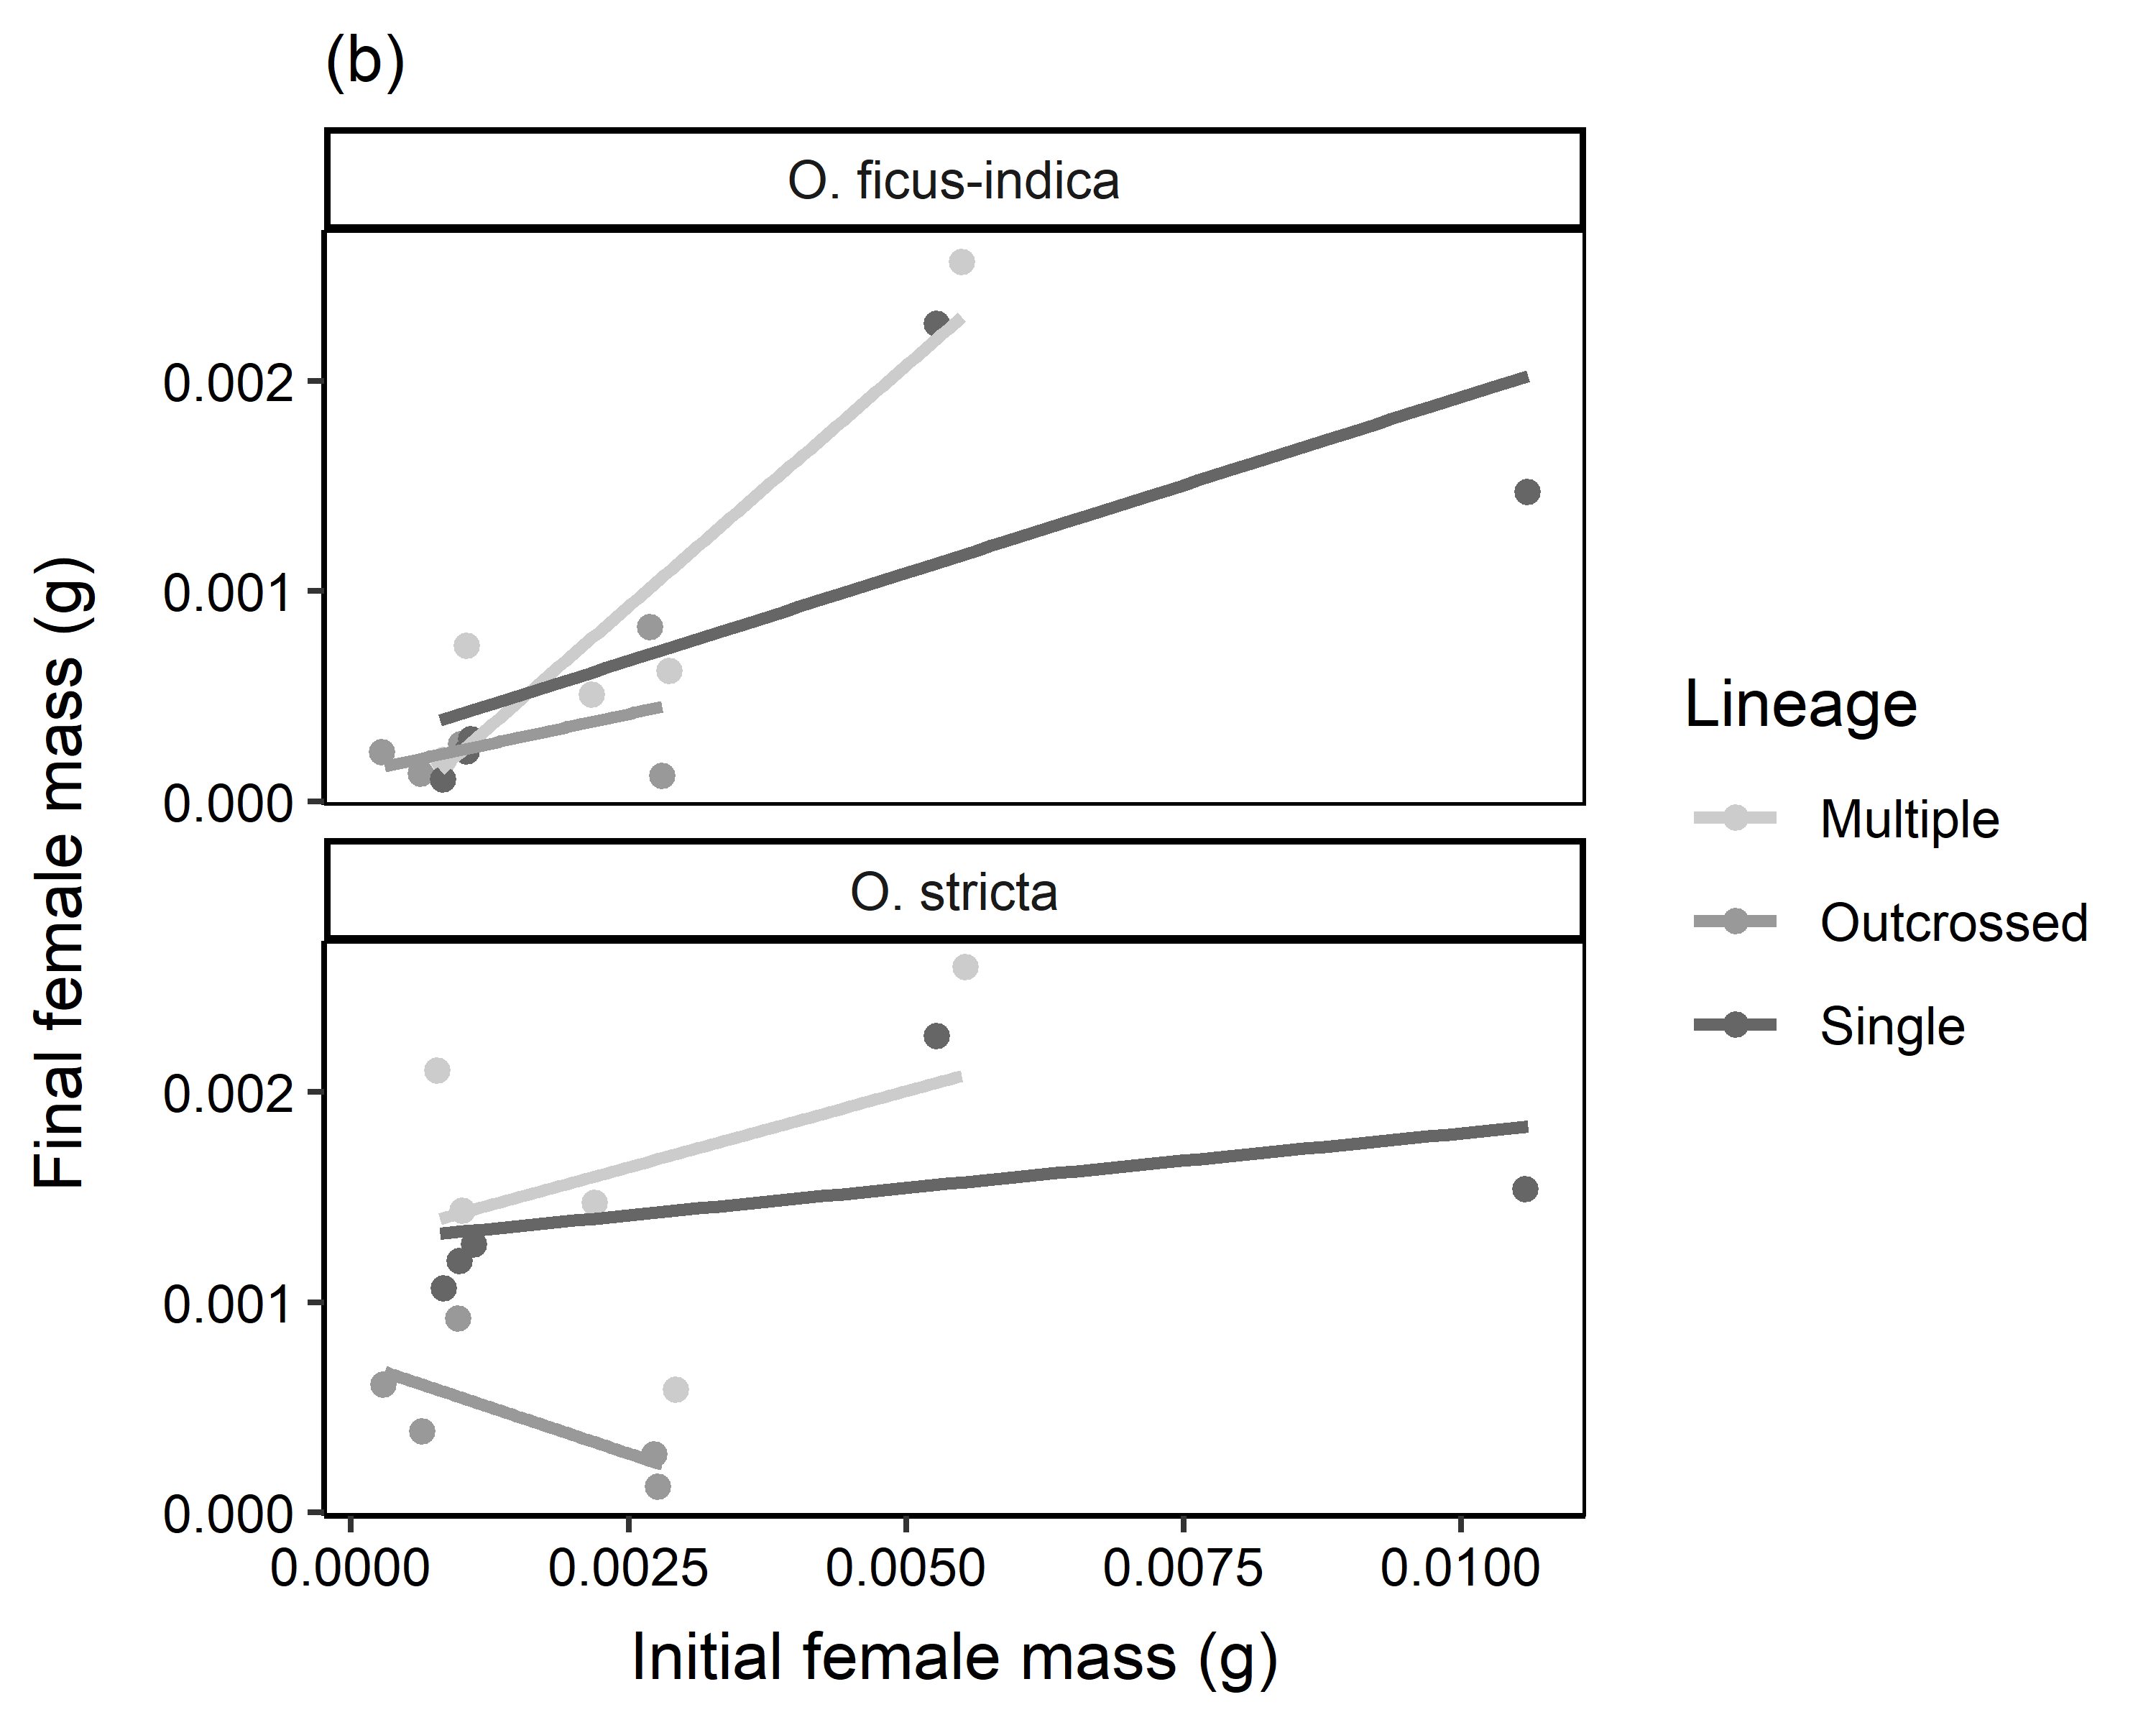 (b)
O. ficus-indica
0.002
0.001
0.000
O. stricta
0.002
0.001
0.000
0.0000 0.0025 0.0050 0.0075 0.0100
Initial female mass (g)
Final female mass (g)
Lineage
Multiple
Outcrossed
Single